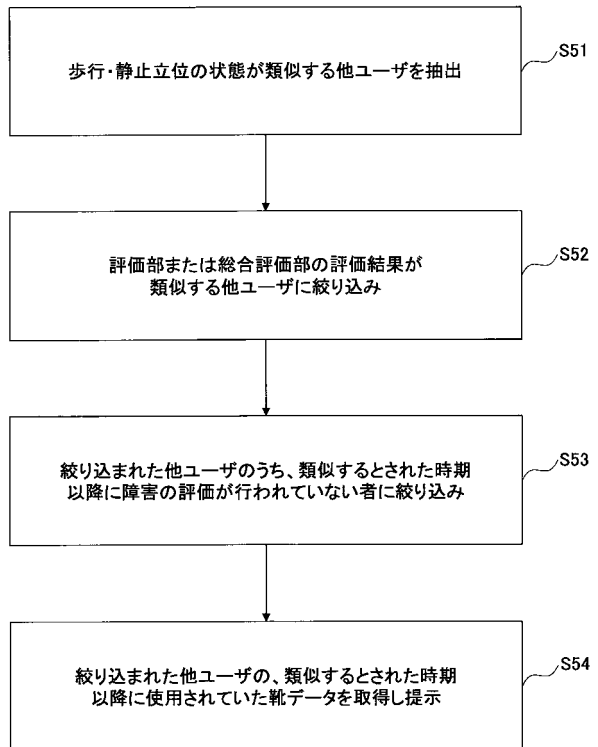 歩行・静止立位の状態が類似する他ユーザを抽出
S51
評価部または総合評価部の評価結果が
類似する他ユーザに絞り込み
S52
絞り込まれた他ユーザのうち、類似するとされた時期
以降に障害の評価が行われていない者に絞り込み
S53
絞り込まれた他ユーザの、類似するとされた時期
以降に使用されていた靴データを取得し提示
S54